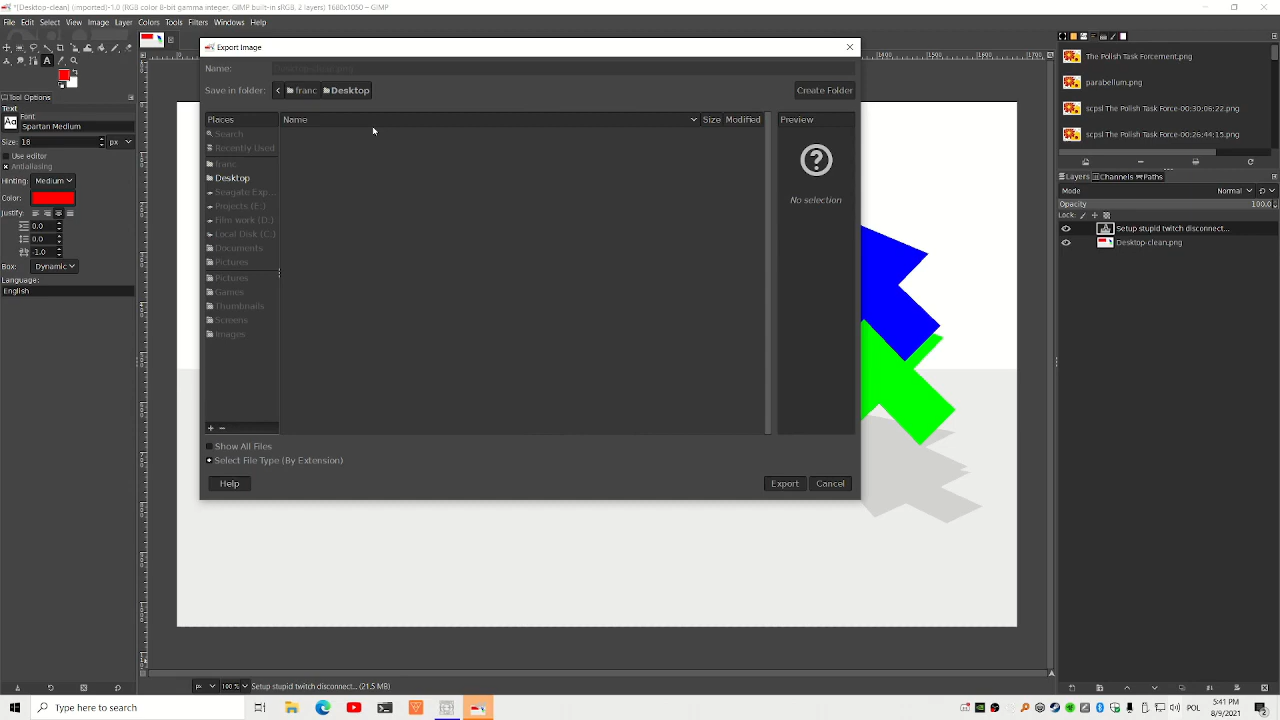 *[Desktop-clean] (imported)-1.0 (RGB color 8-bit gamma integer, GIMP built-in sRGB, 2 layers) 1680x1050 – GIMP
File Edit Select View Image Layer Colors Tools Filters Windows Help
Export Image
Name:
Save in folder: franc Desktop Create Folder
Places Name Size Modified Preview
Search
Recently Used
franc
Desktop
Seagate Exp...
Projects (E:)
Film work (D:)
Local Disk (C:)
Documents
Pictures
Pictures
Games
Thumbnails
Screens
Images
No selection
Show All Files
Select File Type (By Extension)
Help Export Cancel
Tool Options
Text
Font
Aa Spartan Medium
Size: 18 px
Use editor
Antialiasing
Hinting: Medium
Color:
Justify:
0.0
0.0
-1.0
Box: Dynamic
Language:
English
The Polish Task Forcement.png
parabellum.png
scpsl The Polish Task Force-00:30:06:22.png
scpsl The Polish Task Force-00:26:44:15.png
Layers Channels Paths
Mode Normal
Opacity 100.0
Lock:
Setup stupid twitch disconnect...
Desktop-clean.png
px 100 % Setup stupid twitch disconnect... (21.5 MB)
Type here to search
POL
5:41 PM
8/9/2021